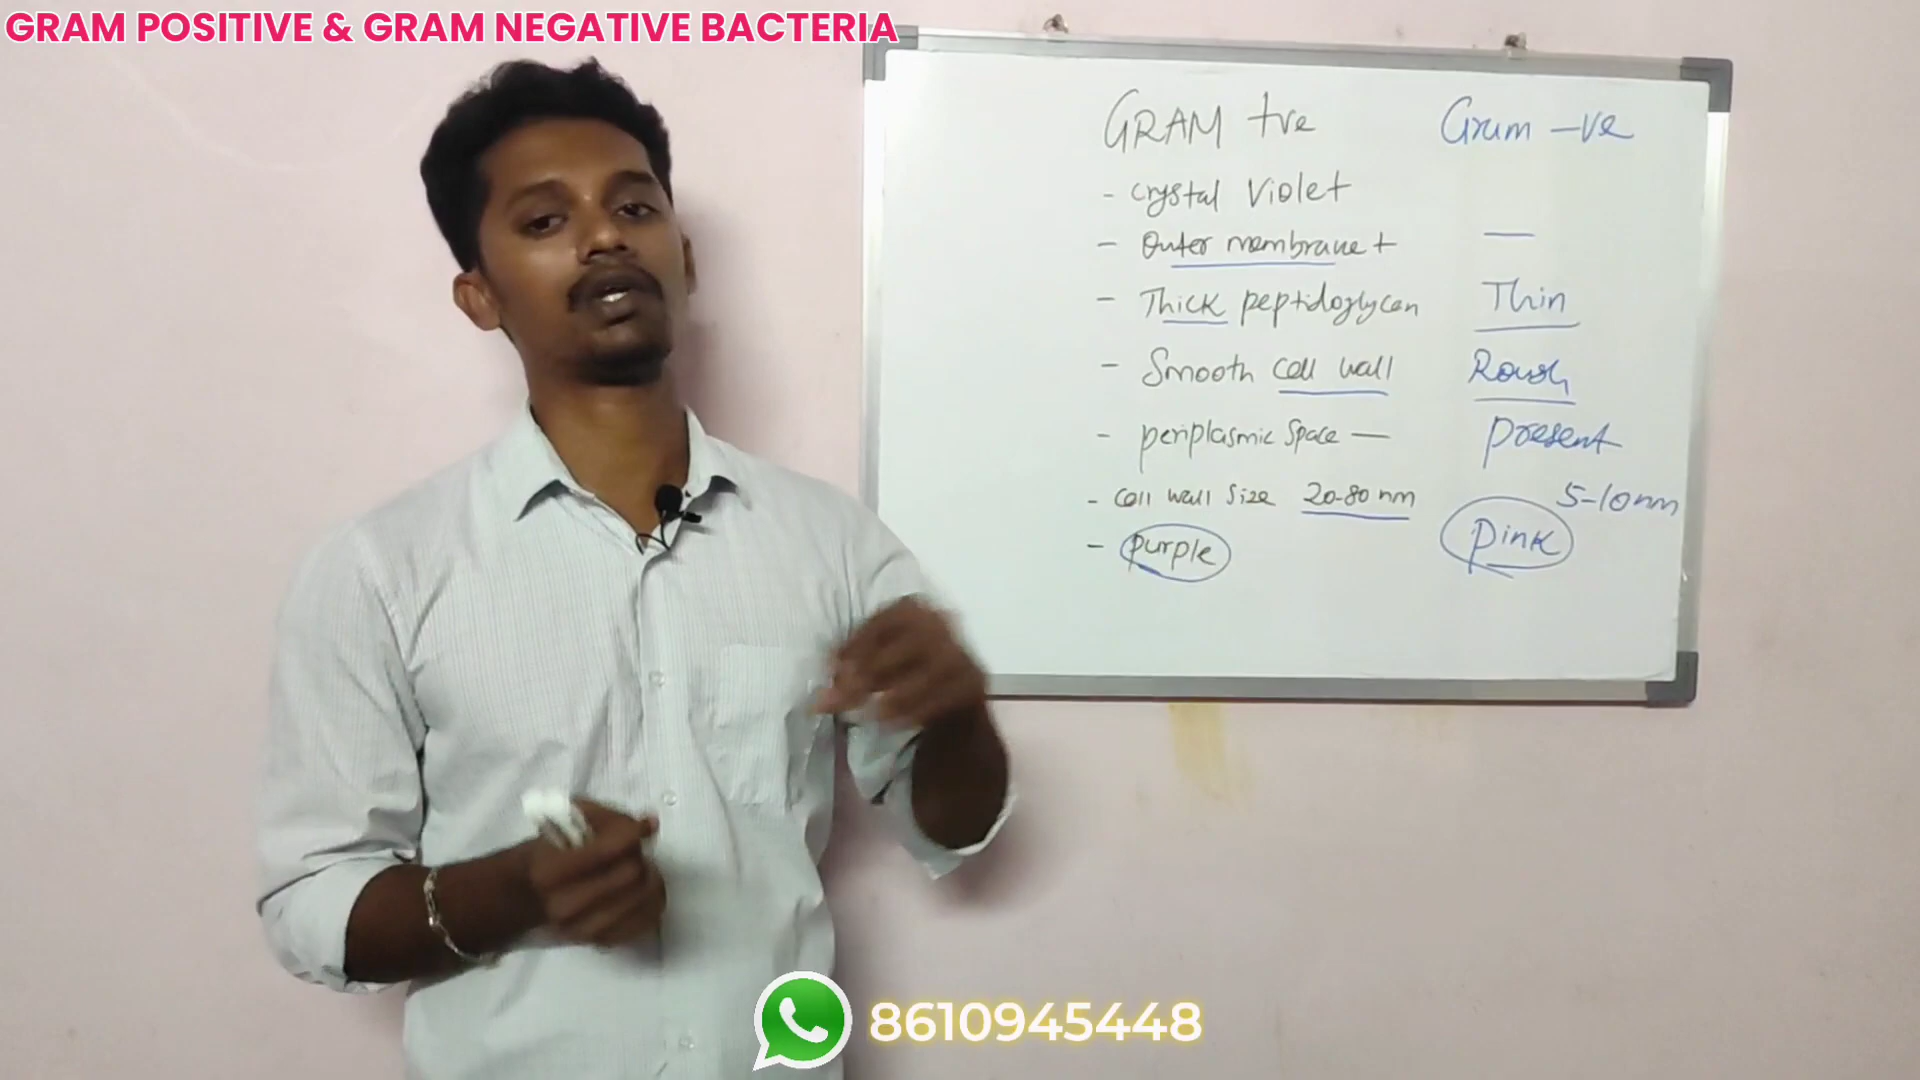 GRAM POSITIVE & GRAM NEGATIVE BACTERIA
GRAM +ve Gram -ve
- Crystal Violet
- Outer membrane + —
- Thick peptidoglycan Thin
- Smooth cell wall Rough
- periplasmic space — present
- cell wall size 20-80 nm 5-10nm
- purple pink
8610945448